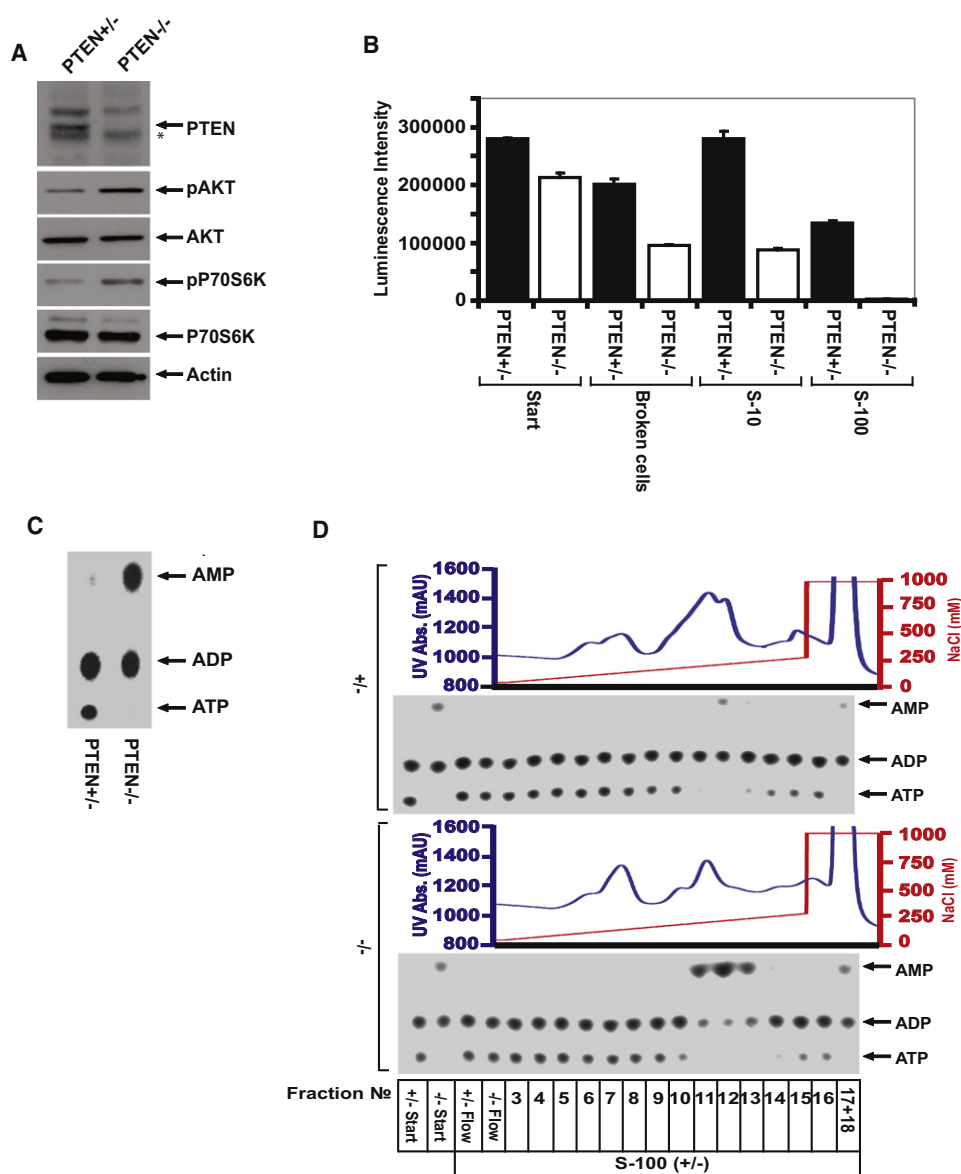 A
PTEN+/-
PTEN-/-
PTEN
*
pAKT
AKT
pP70S6K
P70S6K
Actin
B
Luminescence Intensity
300000
200000
100000
0
PTEN+/-
PTEN-/-
PTEN+/-
PTEN-/-
PTEN+/-
PTEN-/-
PTEN+/-
PTEN-/-
Start
Broken cells
S-10
S-100
C
AMP
ADP
ATP
PTEN+/-
PTEN-/-
D
-/+
UV Abs. (mAU)
1600
1400
1200
1000
800
1000
750
500
250
0
NaCl (mM)
AMP
ADP
ATP
-/-
UV Abs. (mAU)
1600
1400
1200
1000
800
1000
750
500
250
0
NaCl (mM)
AMP
ADP
ATP
Fraction №
+/- Start
-/- Start
+/- Flow
-/- Flow
3 4 5 6 7 8 9 10 11 12 13 14 15 16 17+18
S-100 (+/-)